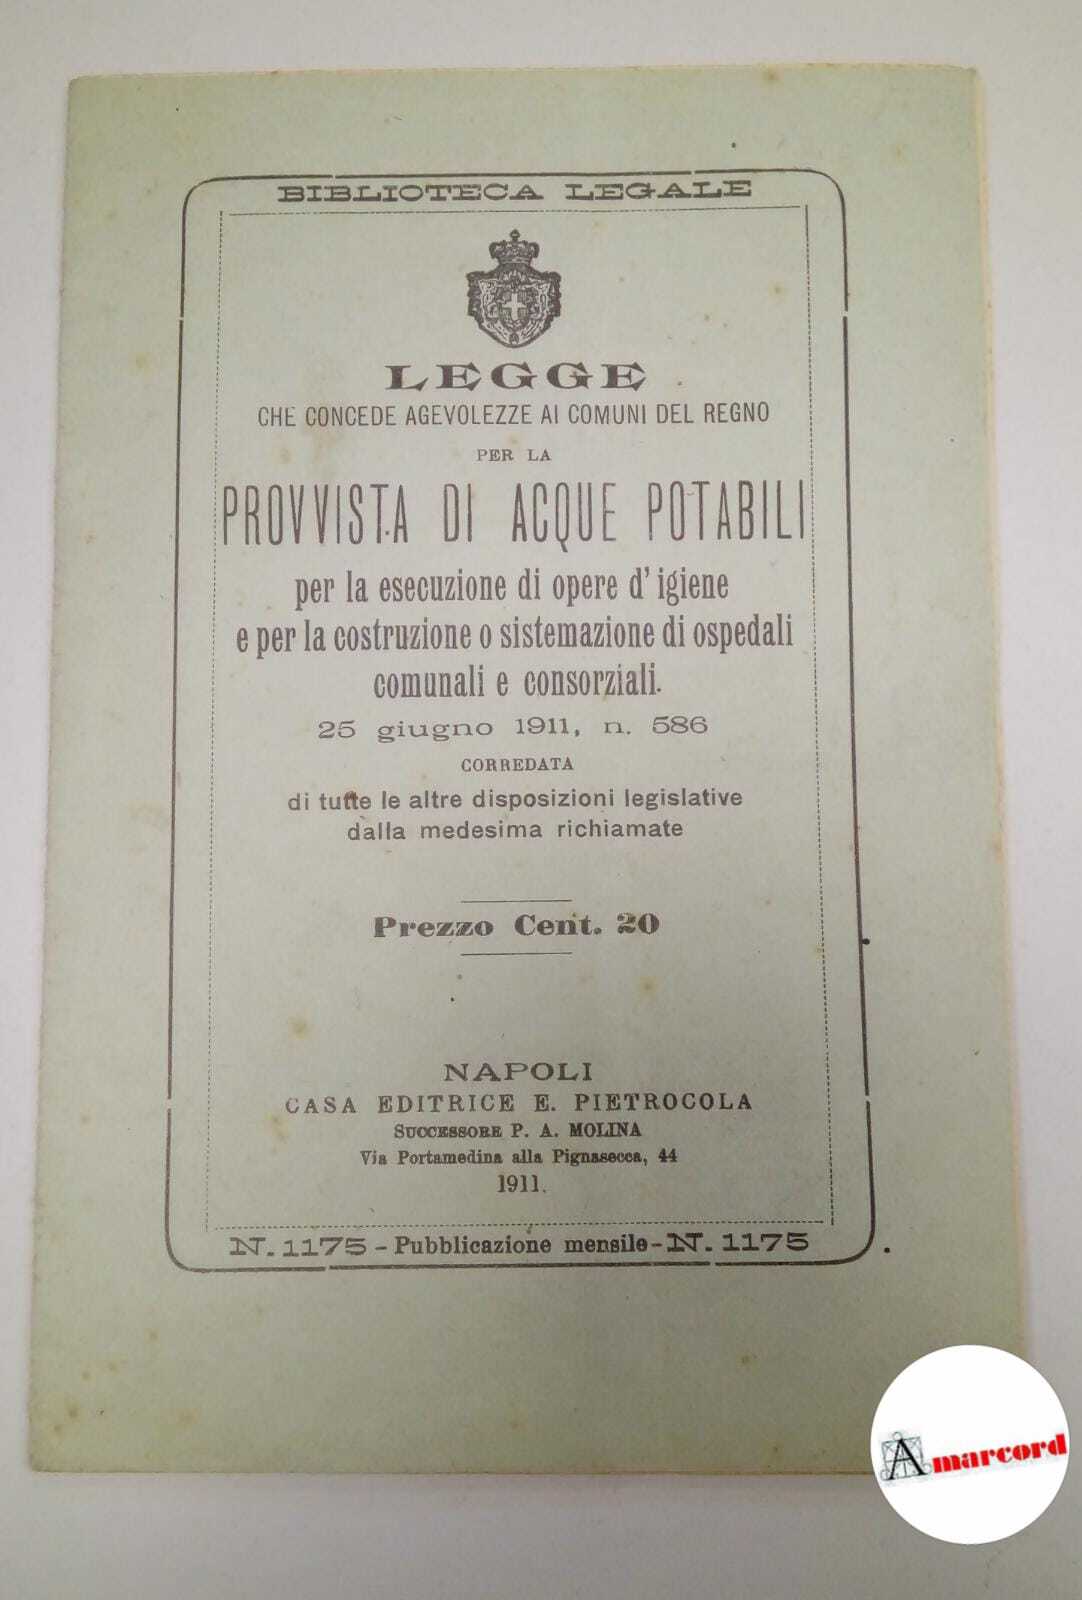 BIBLIOTECA LEGALE
LEGGE
CHE CONCEDE AGEVOLEZZE AI COMUNI DEL REGNO
PER LA
PROVVISTA DI ACQUE POTABILI
per la esecuzione di opere d' igiene
e per la costruzione o sistemazione di ospedali
comunali e consorziali.
25 giugno 1911, n. 586
CORREDATA
di tutte le altre disposizioni legislative
dalla medesima richiamate
Prezzo Cent. 20
NAPOLI
CASA EDITRICE E. PIETROCOLA
SUCCESSORE P. A. MOLINA
Via Portamedina alla Pignasecca, 44
1911.
N. 1175 - Pubblicazione mensile - N. 1175
Amarcord